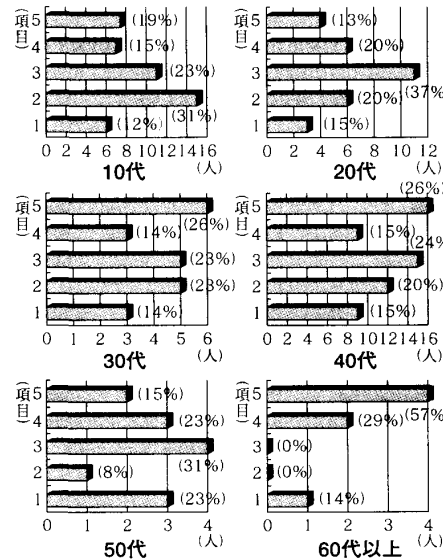 (項目)
5 (19%)
4 (15%)
3 (23%)
2 (31%)
1 (12%)
0 2 4 6 8 10 12 14 16 (人)
10代
(項目)
5 (13%)
4 (20%)
3 (37%)
2 (20%)
1 (15%)
0 2 4 6 8 10 12 (人)
20代
(項目)
5 (26%)
4 (14%)
3 (23%)
2 (23%)
1 (14%)
0 1 2 3 4 5 6 (人)
30代
(項目)
5 (26%)
4 (15%)
3 (24%)
2 (20%)
1 (15%)
0 2 4 6 8 10 12 14 16 (人)
40代
(項目)
5 (15%)
4 (23%)
3 (31%)
2 (8%)
1 (23%)
0 1 2 3 4 (人)
50代
(項目)
5 (57%)
4 (29%)
3 (0%)
2 (0%)
1 (14%)
0 1 2 3 4 (人)
60代以上